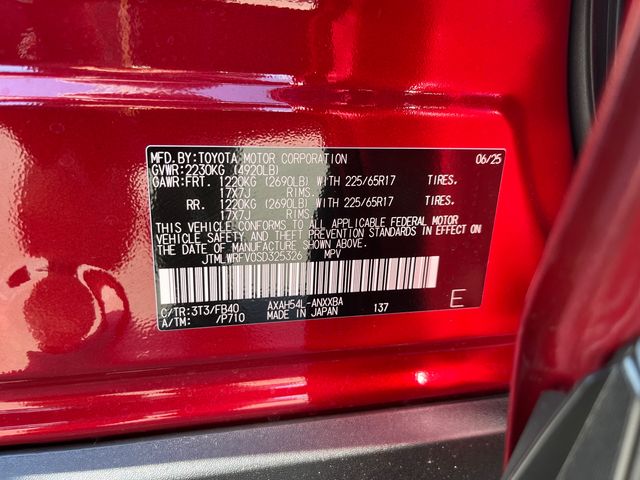 MFD.BY:TOYOTA MOTOR CORPORATION 06/25
GVWR:2230KG (4920LB)
GAWR:FRT. 1220KG (2690LB) WITH 225/65R17 TIRES.
17X7J RIMS.
RR. 1220KG (2690LB) WITH 225/65R17 TIRES.
17X7J RIMS.
THIS VEHICLE CONFORMS TO ALL APPLICABLE FEDERAL MOTOR
VEHICLE SAFETY AND THEFT PREVENTION STANDARDS IN EFFECT ON
THE DATE OF MANUFACTURE SHOWN ABOVE.
JTMLWRFV0SD325326 MPV
C/TR:3T3/FB40 AXAH54L-ANXXBA 137 E
A/TM: /P710 MADE IN JAPAN